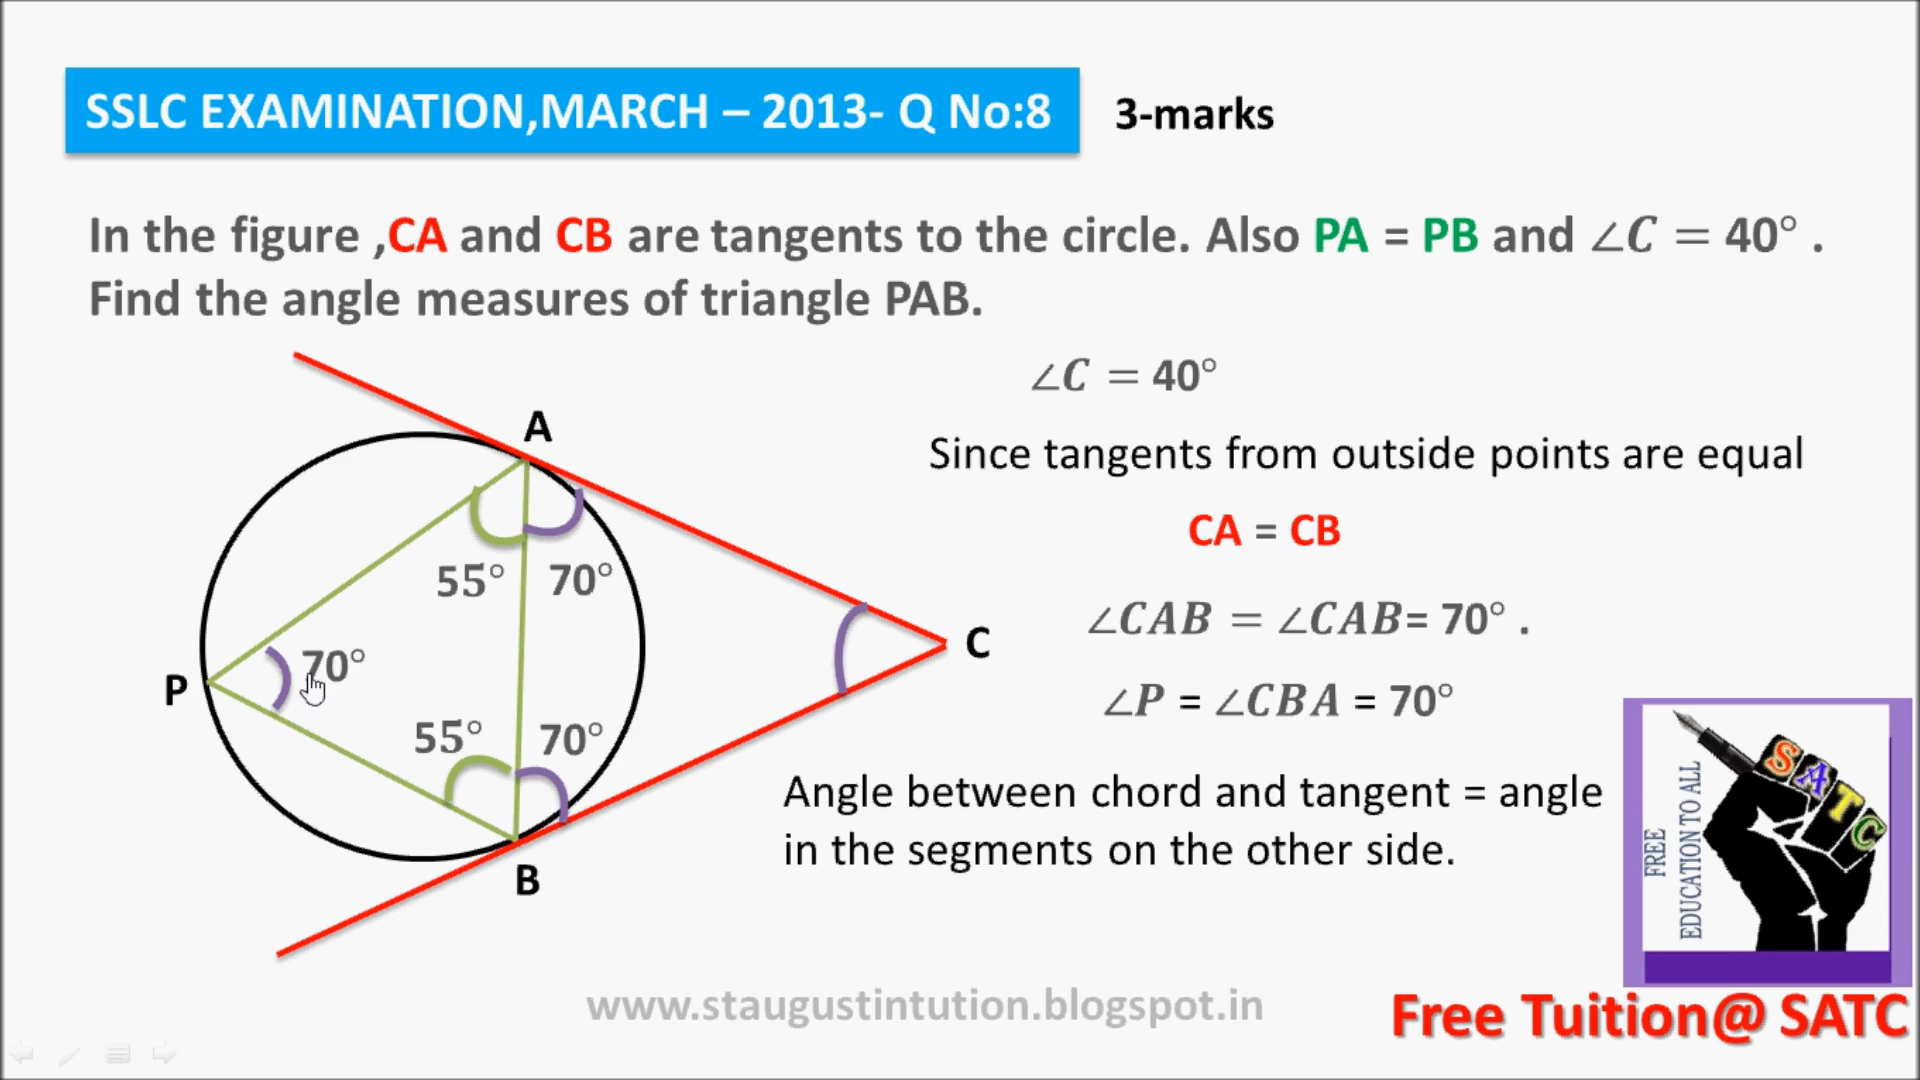 SSLC EXAMINATION,MARCH – 2013- Q No:8
3-marks
In the figure ,CA and CB are tangents to the circle. Also PA = PB and ∠C = 40° .
Find the angle measures of triangle PAB.
∠C = 40°
Since tangents from outside points are equal
CA = CB
∠CAB = ∠CAB= 70° .
∠P = ∠CBA = 70°
Angle between chord and tangent = angle
in the segments on the other side.
A
55°
70°
C
P
70°
55°
70°
B
FREE
EDUCATION TO ALL
SATC
www.staugustintution.blogspot.in
Free Tuition@ SATC